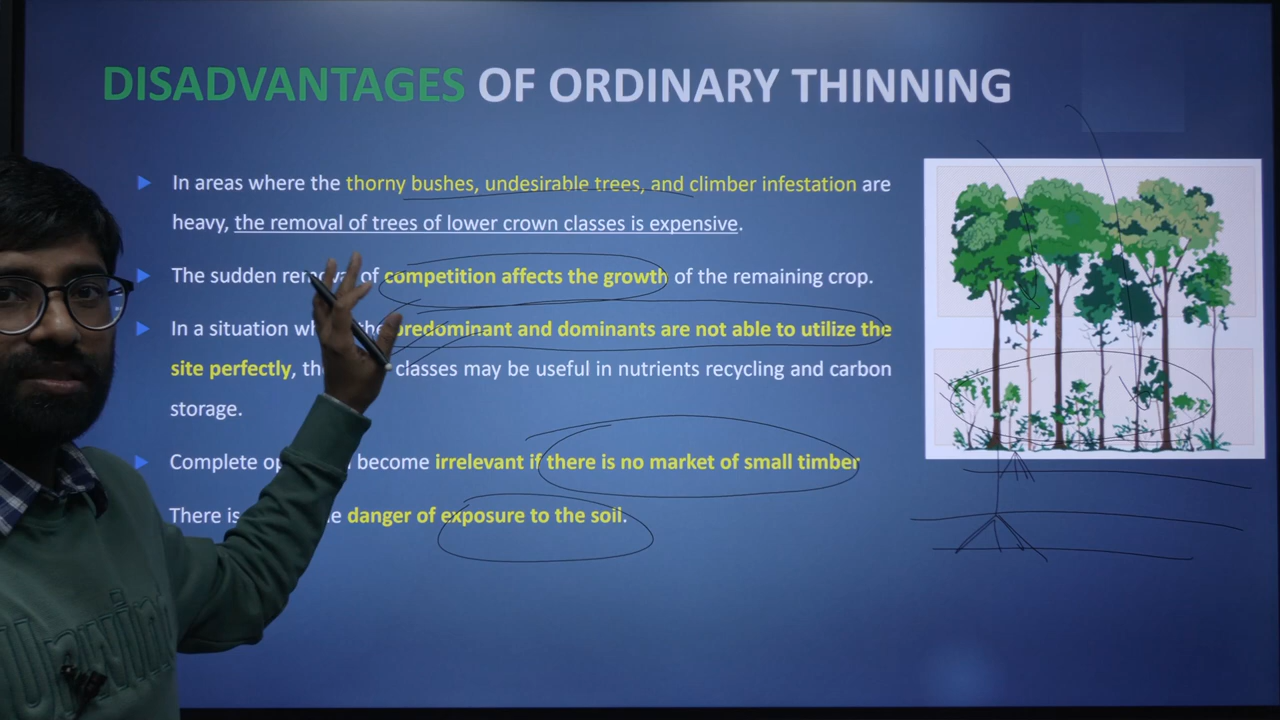 DISADVANTAGES OF ORDINARY THINNING
In areas where the thorny bushes, undesirable trees, and climber infestation are
heavy, the removal of trees of lower crown classes is expensive.
The sudden removal of competition affects the growth of the remaining crop.
In a situation the predominant and dominants are not able to utilize the
site perfectly, classes may be useful in nutrients recycling and carbon
storage.
Complete become irrelevant if there is no market of small timber
There is danger of exposure to the soil.